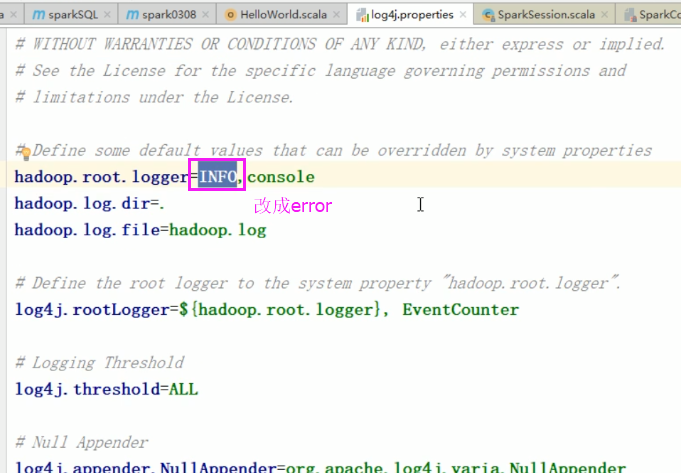 a × sparkSQL × spark0308 × HelloWorld.scala × log4j.properties × SparkSession.scala × SparkCo
# WITHOUT WARRANTIES OR CONDITIONS OF ANY KIND, either express or implied.
# See the License for the specific language governing permissions and
# limitations under the License.
# Define some default values that can be overridden by system properties
hadoop.root.logger=INFO,console
hadoop.log.dir=.
改成error
hadoop.log.file=hadoop.log
# Define the root logger to the system property "hadoop.root.logger".
log4j.rootLogger=${hadoop.root.logger}, EventCounter
# Logging Threshold
log4j.threshold=ALL
# Null Appender
log4j.appender.NullAppender=org.apache.log4j.varia.NullAppender